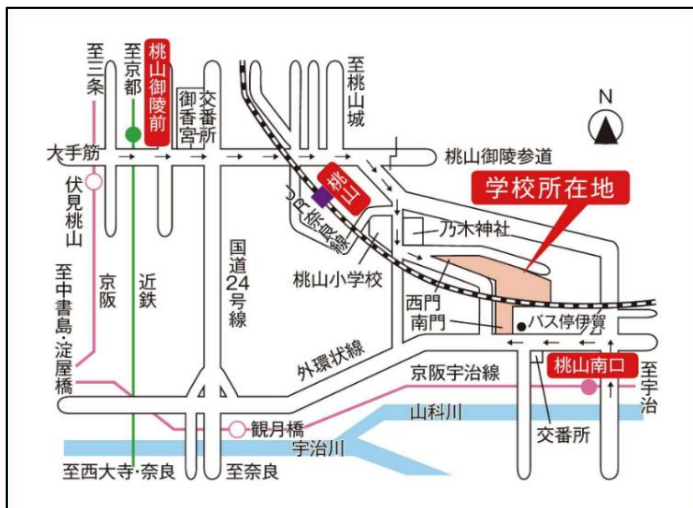 至三条
至京都
桃山御陵前
御香宮
交番所
至桃山城
N
大手筋
桃山御陵参道
伏見桃山
桃山
JR奈良線
学校所在地
乃木神社
桃山小学校
国道24号線
西門
南門
バス停伊賀
至中書島・淀屋橋
京阪
近鉄
外環状線
京阪宇治線
桃山南口
至宇治
山科川
交番所
観月橋
宇治川
至西大寺・奈良
至奈良